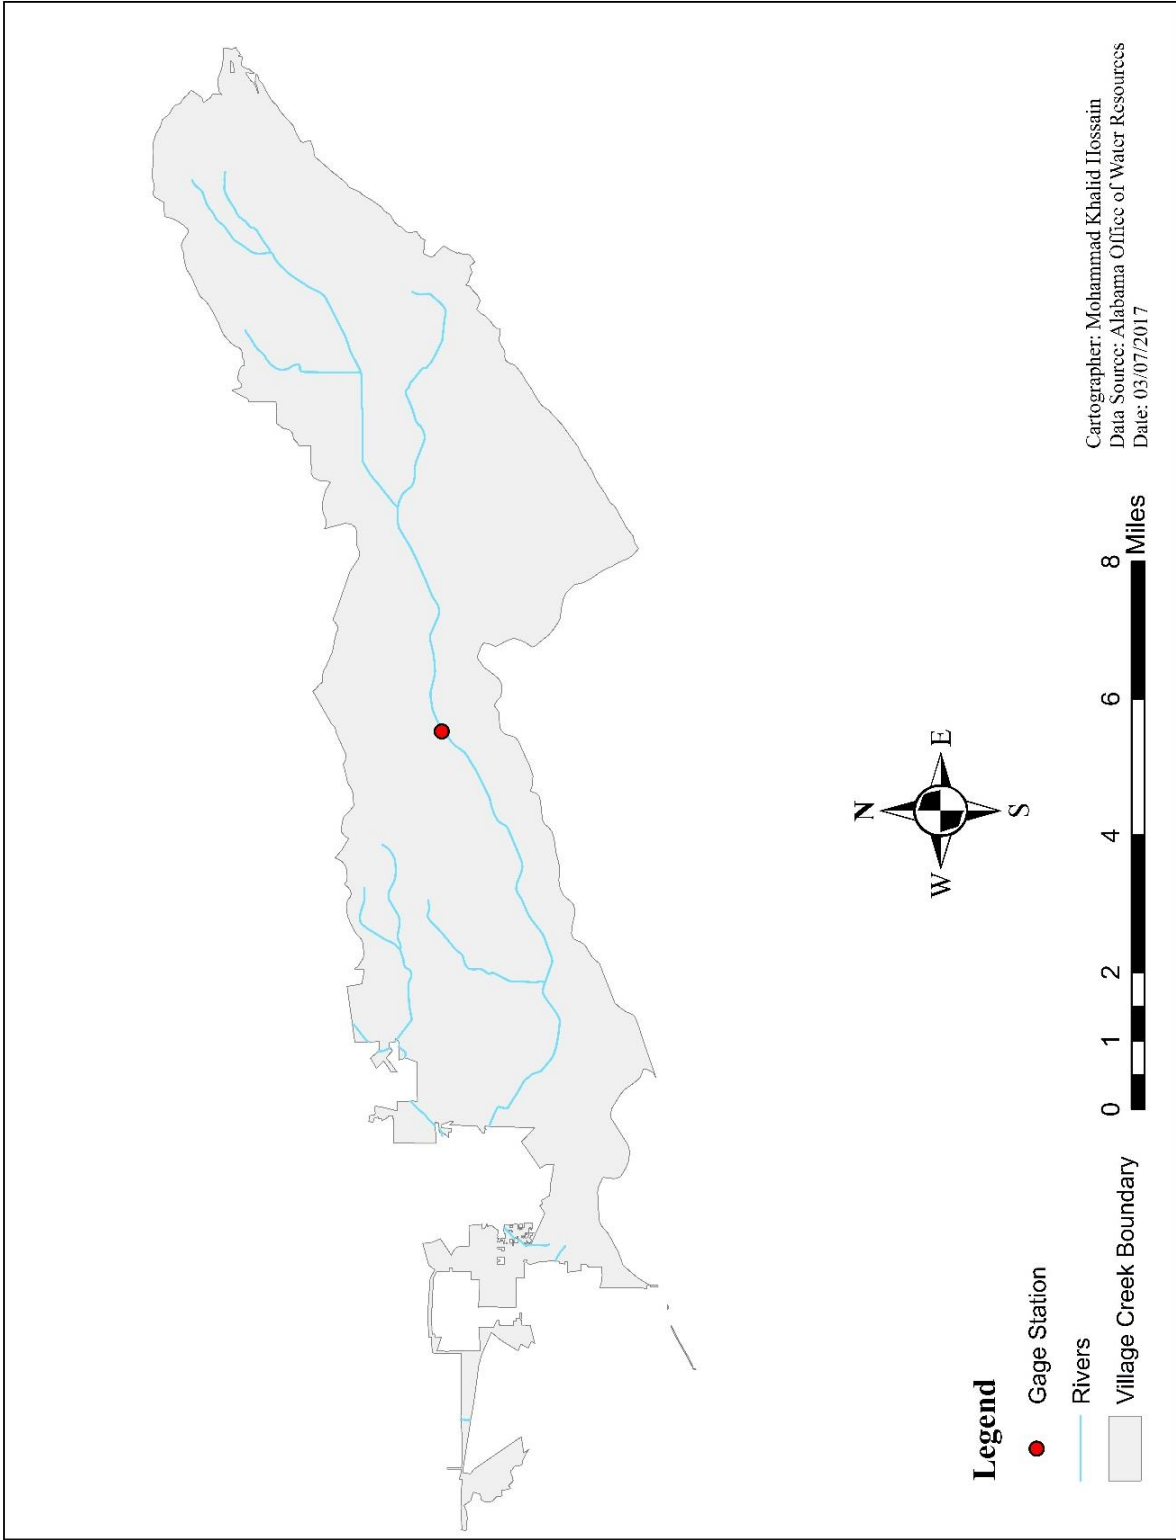 N
W
E
S
Legend
Gage Station
Rivers
Village Creek Boundary
0 1 2 4 6 8
Miles
Cartographer: Mohammad Khalid Hossain
Data Source: Alabama Office of Water Resources
Date: 03/07/2017